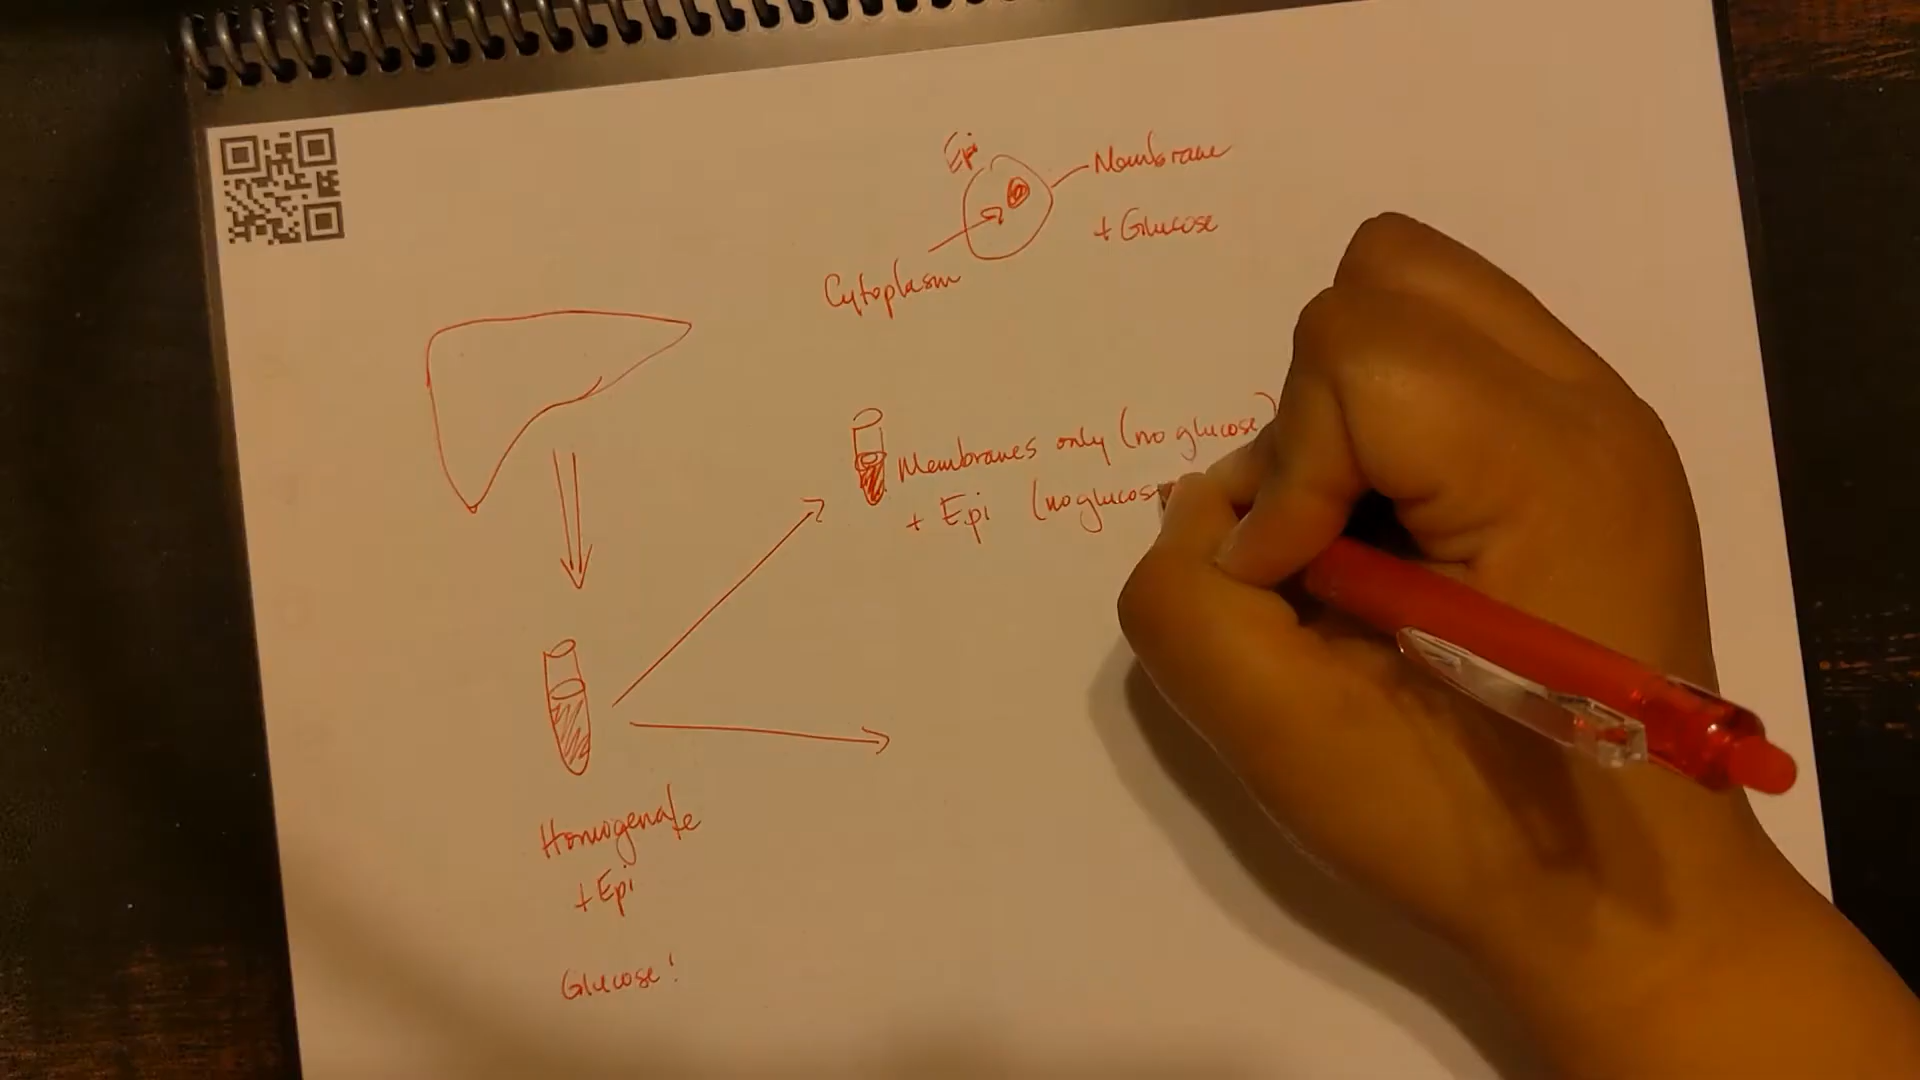 Epi
Membrane
+ Glucose
Cytoplasm
Membranes only (no glucose)
+ Epi (no glucos
Homogenate
+ Epi
Glucose!